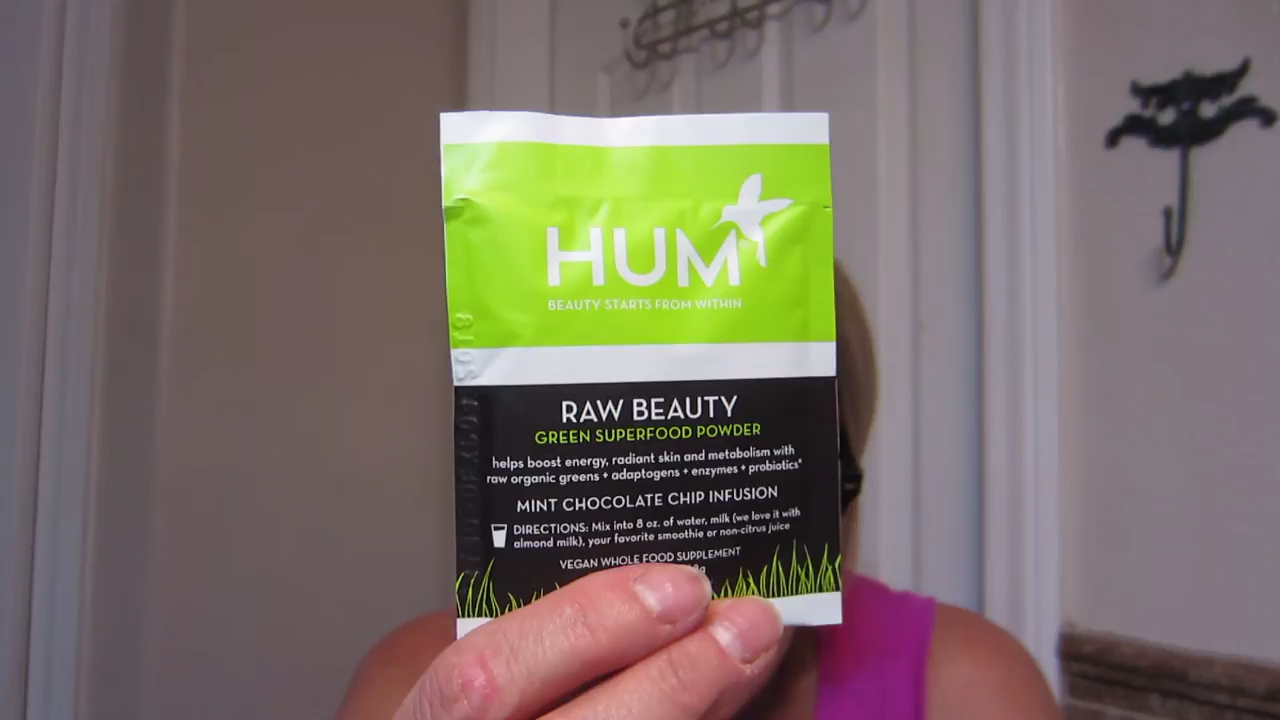 HUM
BEAUTY STARTS FROM WITHIN
RAW BEAUTY
GREEN SUPERFOOD POWDER
helps boost energy, radiant skin and metabolism with
raw organic greens + adaptogens + enzymes + probiotics*
MINT CHOCOLATE CHIP INFUSION
DIRECTIONS: Mix into 8 oz. of water, milk (we love it with
almond milk), your favorite smoothie or non-citrus juice
VEGAN WHOLE FOOD SUPPLEMENT